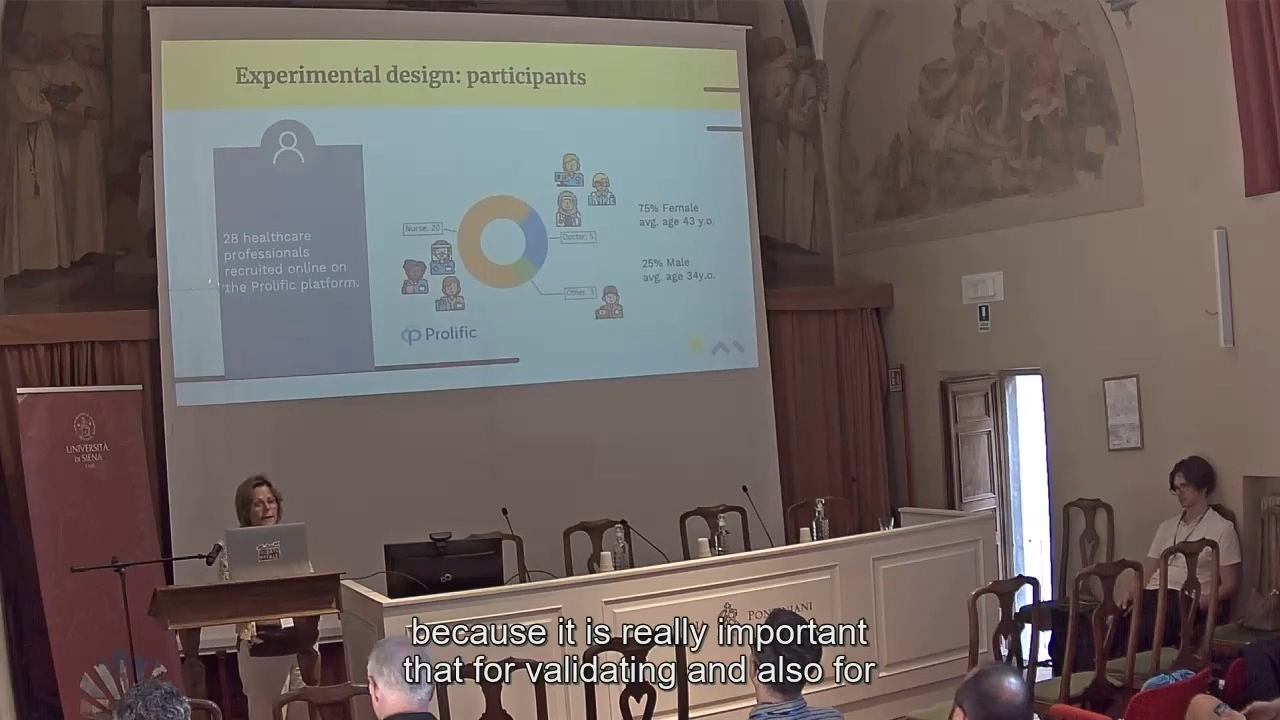 Experimental design: participants
28 healthcare
professionals
recruited online on
the Prolific platform.
Nurse: 20
Doctor: 5
Other: 3
75% Female
avg. age 43 y.o.
25% Male
avg. age 34y.o.
Prolific
UNIVERSITÀ
DI SIENA
1240
because it is really important
that for validating and also for